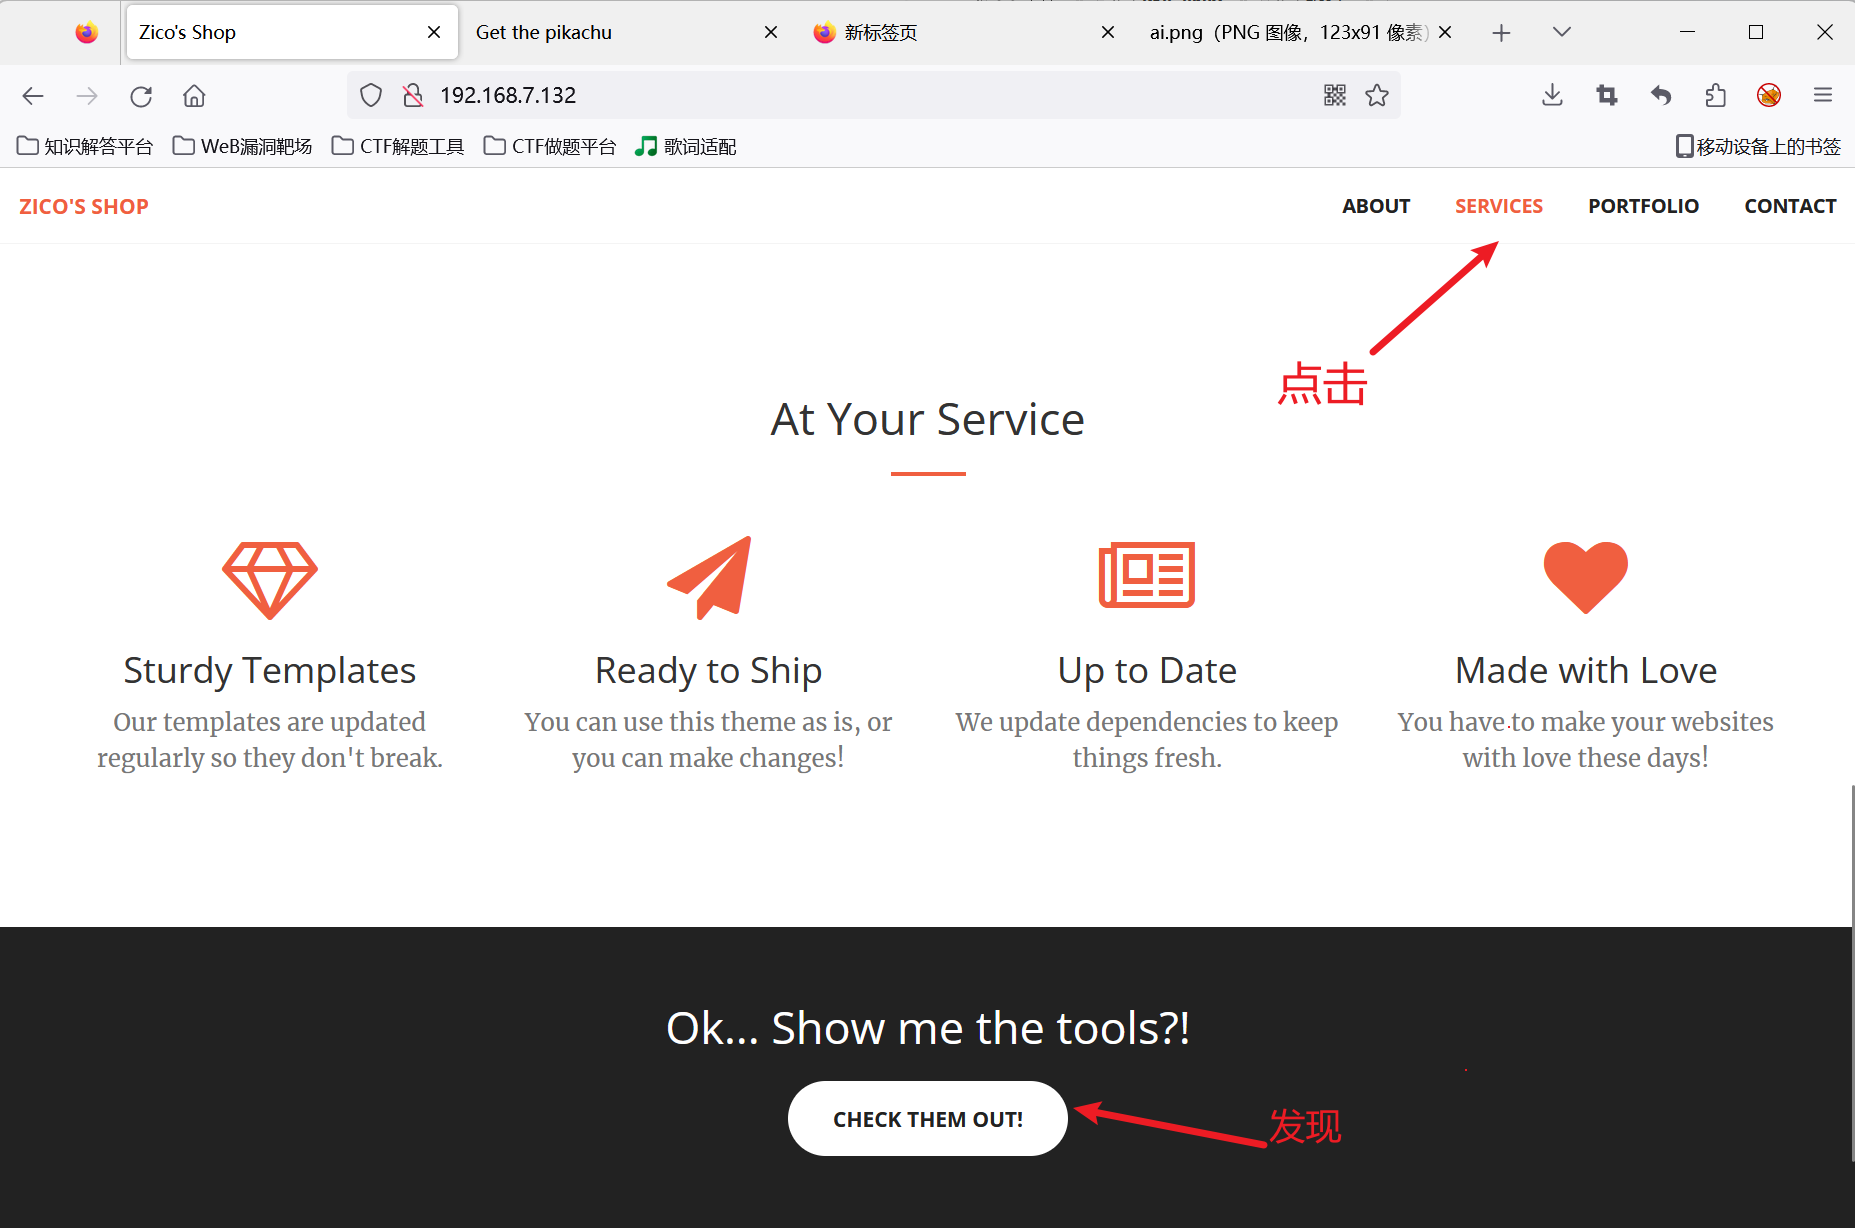 Zico's Shop
Get the pikachu
新标签页
ai.png（PNG 图像，123x91 像素）
192.168.7.132
知识解答平台
WeB漏洞靶场
CTF解题工具
CTF做题平台
歌词适配
移动设备上的书签
ZICO'S SHOP
ABOUT
SERVICES
PORTFOLIO
CONTACT
点击
At Your Service
Sturdy Templates
Our templates are updated
regularly so they don't break.
Ready to Ship
You can use this theme as is, or
you can make changes!
Up to Date
We update dependencies to keep
things fresh.
Made with Love
You have to make your websites
with love these days!
Ok... Show me the tools?!
CHECK THEM OUT!
发现